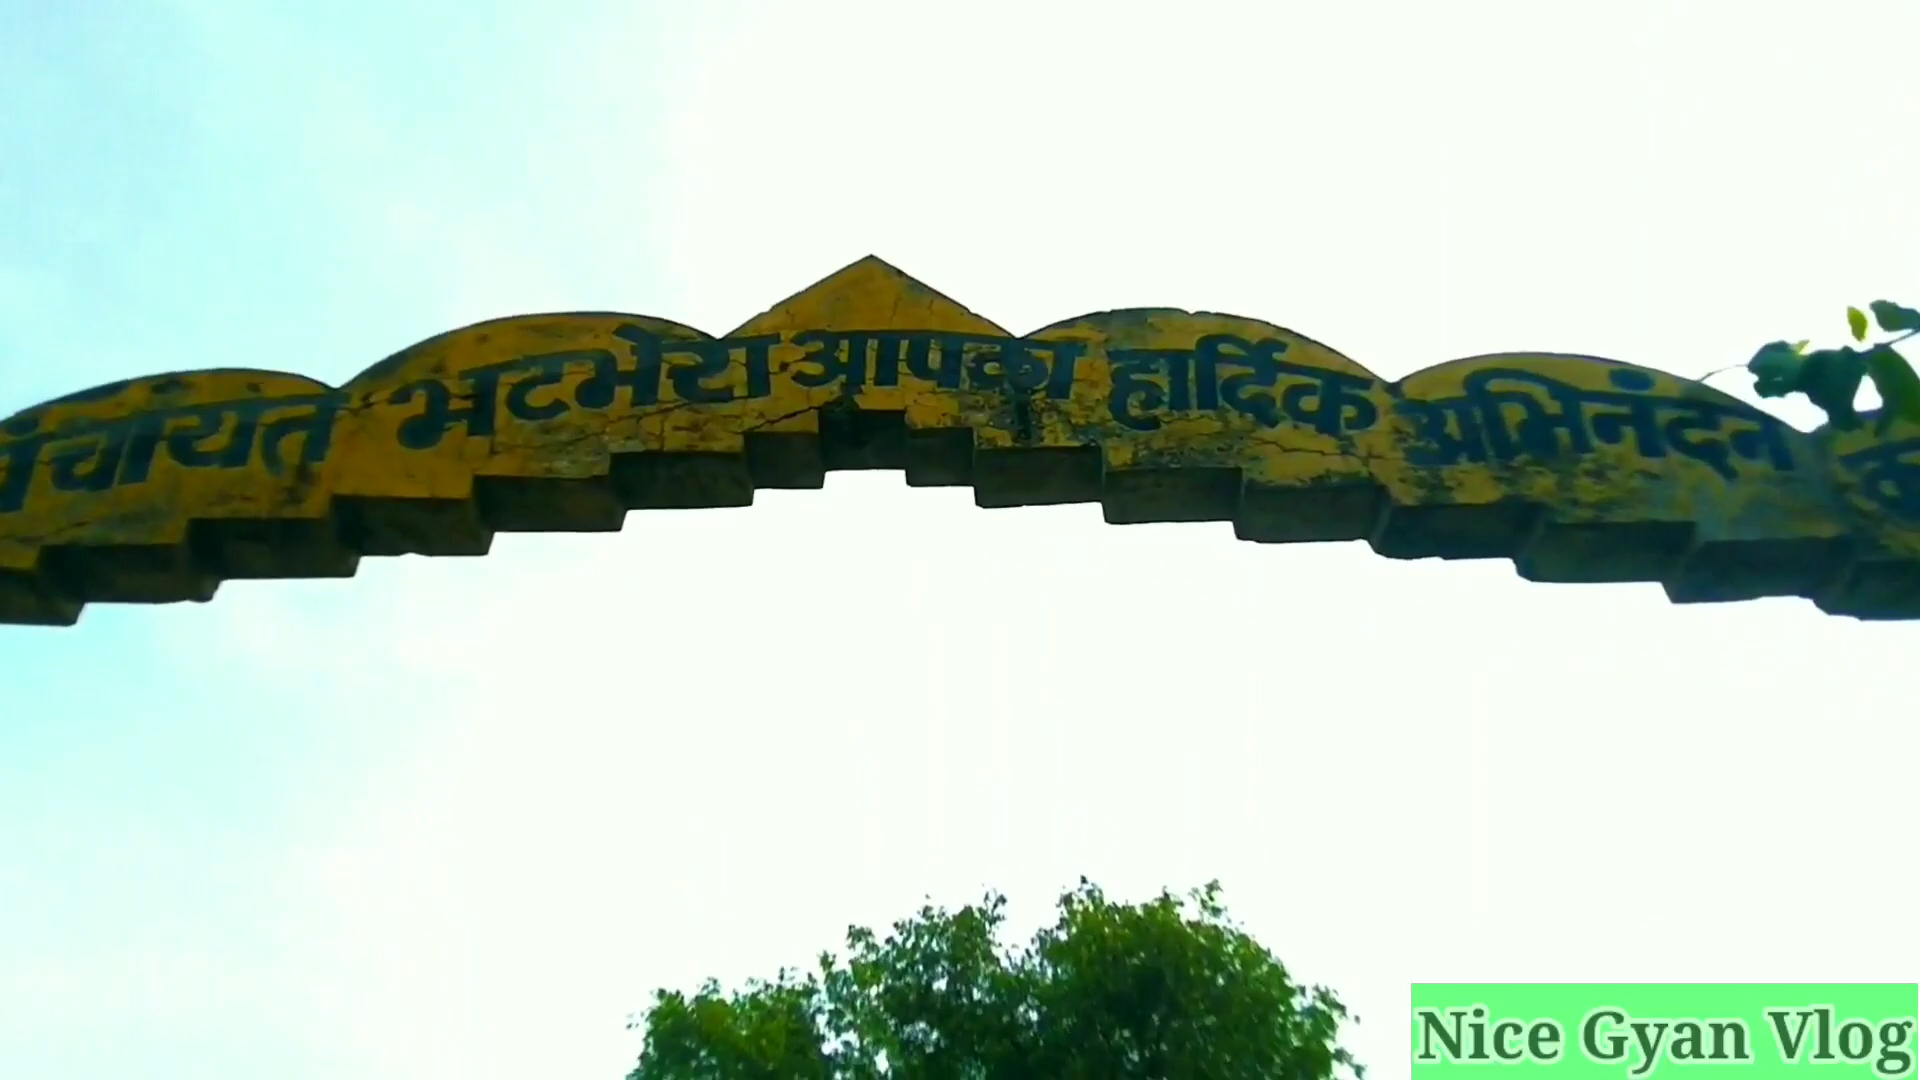 पंचायत भटभेरा आपका हार्दिक अभिनंदन
Nice Gyan Vlog